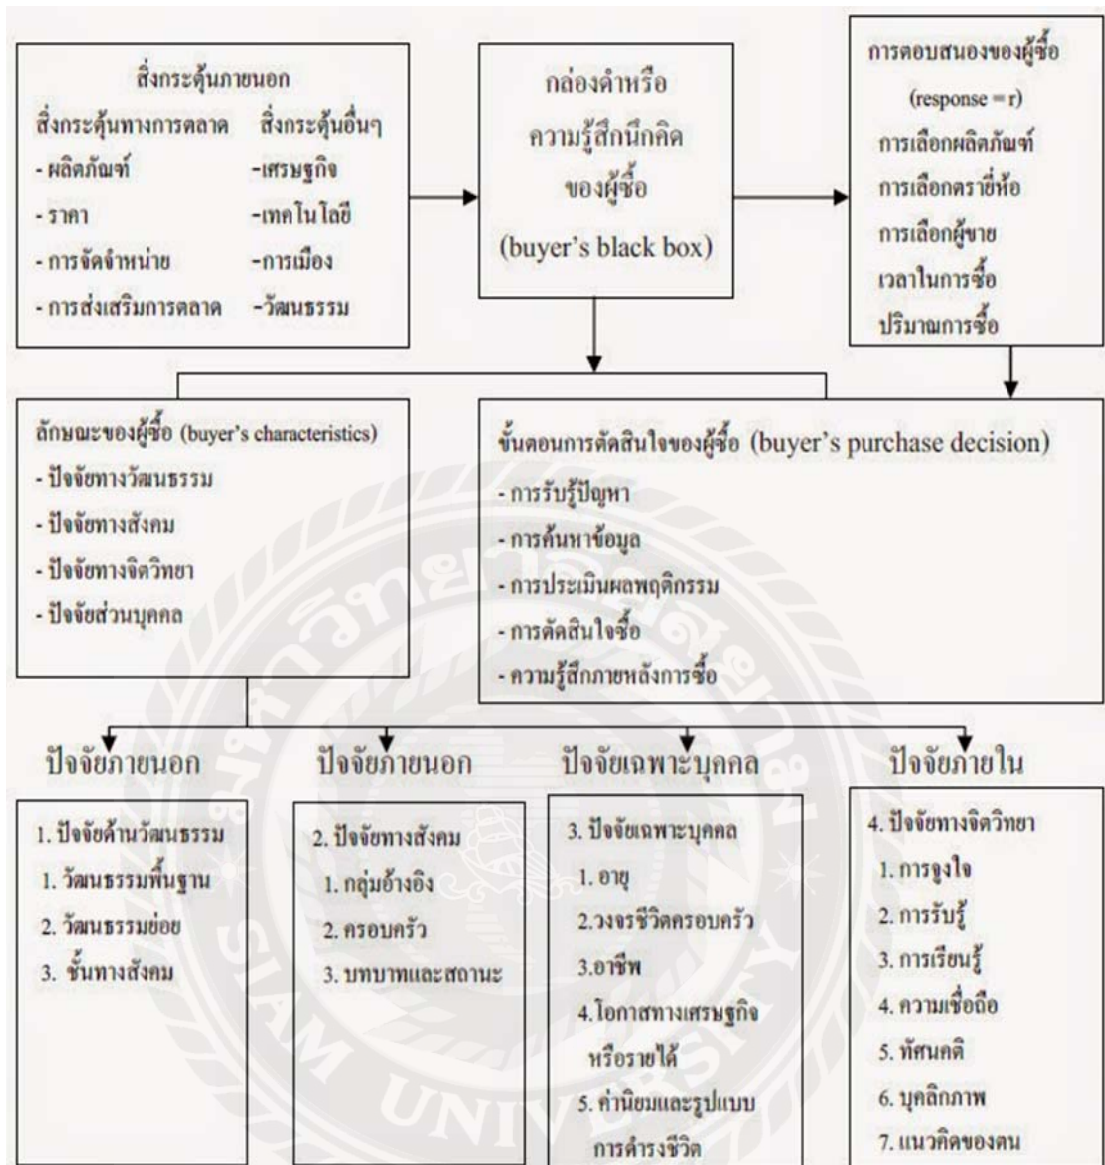 สิ่งกระตุ้นภายนอก
สิ่งกระตุ้นทางการตลาด สิ่งกระตุ้นอื่นๆ
- ผลิตภัณฑ์ -เศรษฐกิจ
- ราคา -เทคโนโลยี
- การจัดจำหน่าย -การเมือง
- การส่งเสริมการตลาด -วัฒนธรรม
กล่องดำหรือ
ความรู้สึกนึกคิด
ของผู้ซื้อ
(buyer's black box)
การตอบสนองของผู้ซื้อ
(response = r)
การเลือกผลิตภัณฑ์
การเลือกตรายี่ห้อ
การเลือกผู้ขาย
เวลาในการซื้อ
ปริมาณการซื้อ
ลักษณะของผู้ซื้อ (buyer's characteristics)
- ปัจจัยทางวัฒนธรรม
- ปัจจัยทางสังคม
- ปัจจัยทางจิตวิทยา
- ปัจจัยส่วนบุคคล
ขั้นตอนการตัดสินใจของผู้ซื้อ (buyer's purchase decision)
- การรับรู้ปัญหา
- การค้นหาข้อมูล
- การประเมินผลพฤติกรรม
- การตัดสินใจซื้อ
- ความรู้สึกภายหลังการซื้อ
ปัจจัยภายนอก
1. ปัจจัยด้านวัฒนธรรม
1. วัฒนธรรมพื้นฐาน
2. วัฒนธรรมย่อย
3. ชั้นทางสังคม
ปัจจัยภายนอก
2. ปัจจัยทางสังคม
1. กลุ่มอ้างอิง
2. ครอบครัว
3. บทบาทและสถานะ
ปัจจัยเฉพาะบุคคล
3. ปัจจัยเฉพาะบุคคล
1. อายุ
2.วงจรชีวิตครอบครัว
3.อาชีพ
4.โอกาสทางเศรษฐกิจ
หรือรายได้
5. ค่านิยมและรูปแบบ
การดำรงชีวิต
ปัจจัยภายใน
4. ปัจจัยทางจิตวิทยา
1. การจูงใจ
2. การรับรู้
3. การเรียนรู้
4. ความเชื่อถือ
5. ทัศนคติ
6. บุคลิกภาพ
7. แนวคิดของตน
มหาวิทยาลัยสยาม
SIAM UNIVERSITY